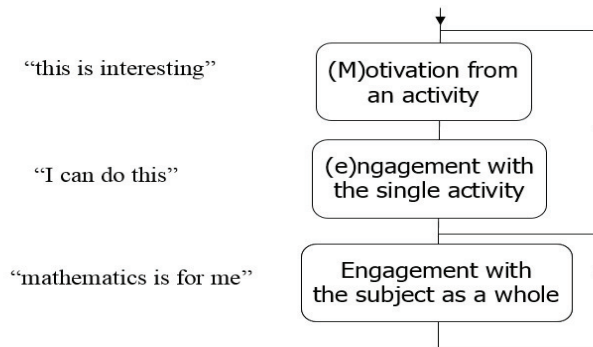 “this is interesting”
(M)otivation from
an activity
“I can do this”
(e)ngagement with
the single activity
“mathematics is for me”
Engagement with
the subject as a whole